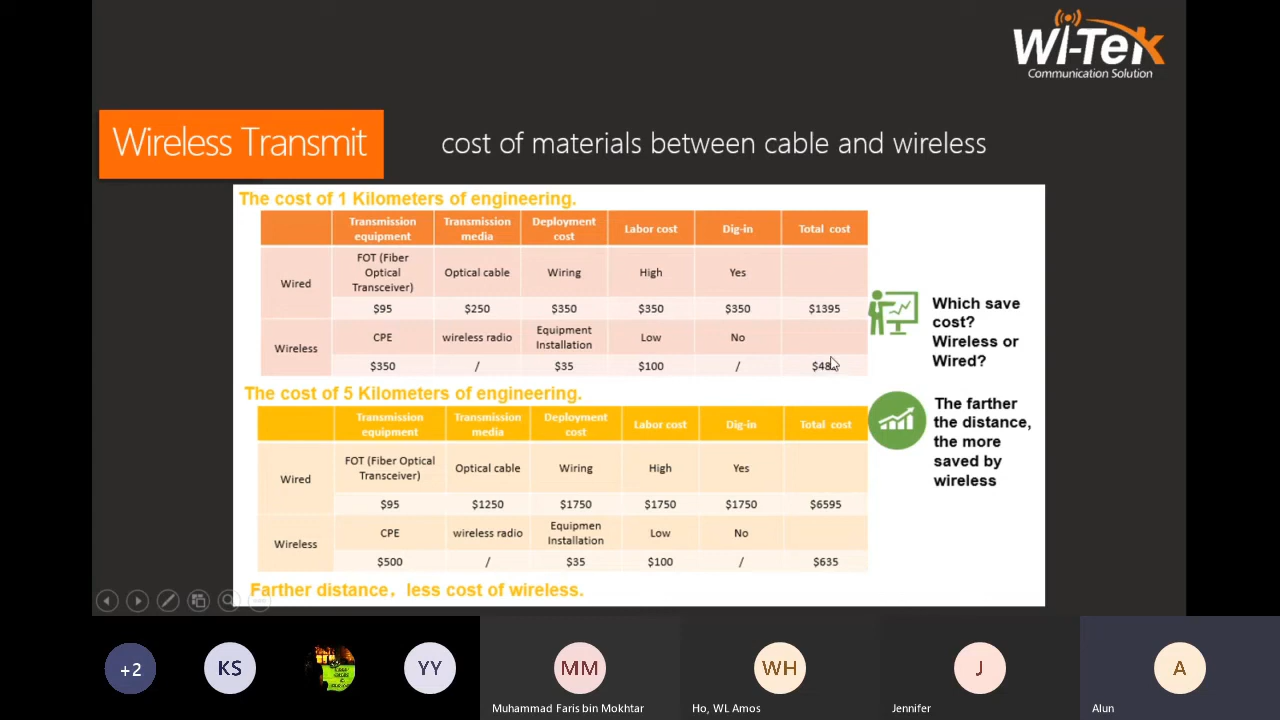 Wi-Tek
Communication Solution
Wireless Transmit
cost of materials between cable and wireless
The cost of 1 Kilometers of engineering.
Transmission equipment Transmission media Deployment cost Labor cost Dig-in Total cost
Wired FOT (Fiber Optical Transceiver) Optical cable Wiring High Yes
$95 $250 $350 $350 $350 $1395
Wireless CPE wireless radio Equipment Installation Low No
$350 / $35 $100 /
Which save
cost?
Wireless or
Wired?
The cost of 5 Kilometers of engineering.
Transmission equipment Transmission media Deployment cost Labor cost Dig-in Total cost
Wired FOT (Fiber Optical Transceiver) Optical cable Wiring High Yes
$95 $1250 $1750 $1750 $1750 $6595
Wireless CPE wireless radio Equipmen Installation Low No
$500 / $35 $100 / $635
The farther
the distance,
the more
saved by
wireless
Farther distance, less cost of wireless.
+2
KS
YY
MM
WH
J
A
Muhammad Faris bin Mokhtar
Ho, WL Amos
Jennifer
Alun